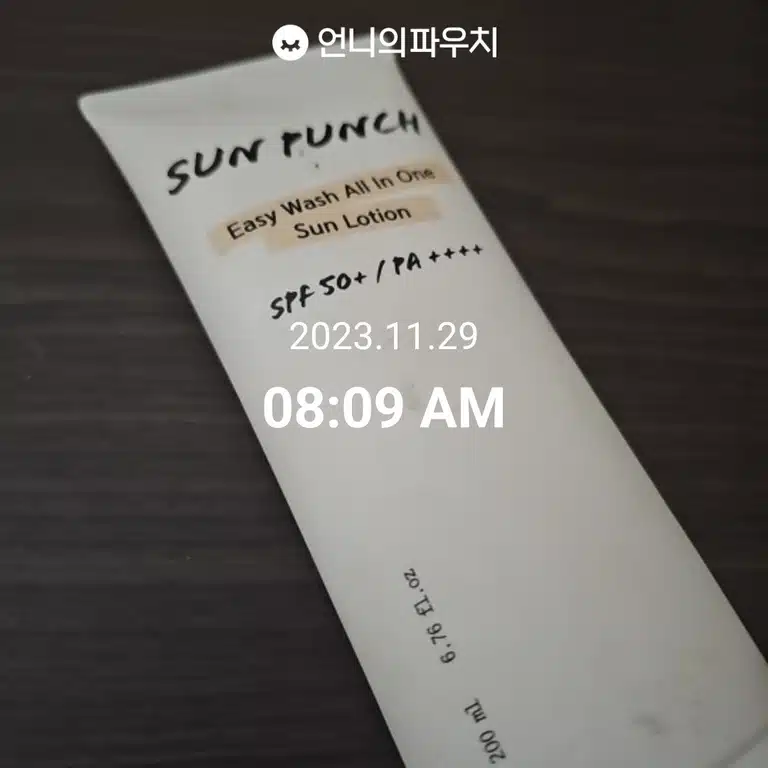 언니의파우치
SUN PUNCH
Easy Wash All In One
Sun Lotion
SPF 50+ / PA ++++
2023.11.29
08:09 AM
6.76 fl.oz
200 ml